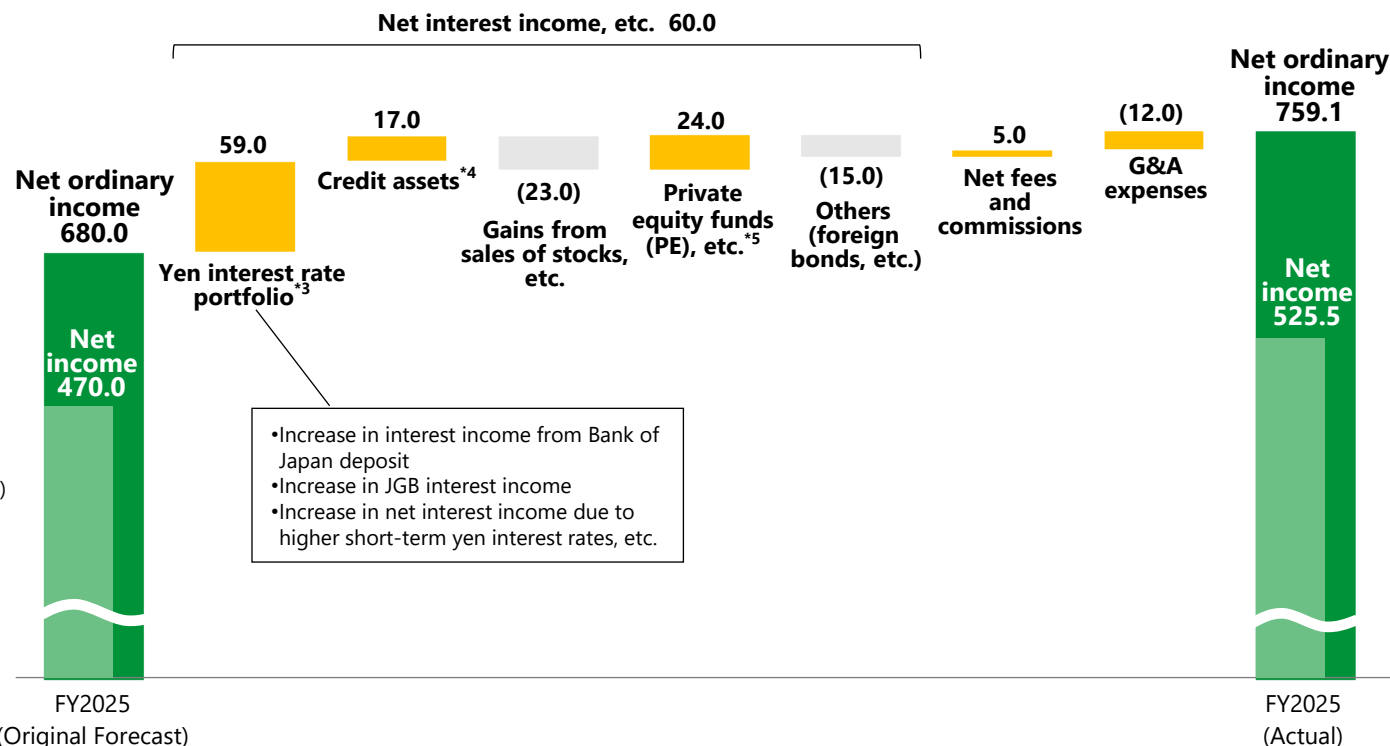 Net interest income, etc. 60.0
Net ordinary
income
680.0
Net
income
470.0
59.0
Yen interest rate
portfolio*3
17.0
Credit assets*4
(23.0)
Gains from
sales of stocks,
etc.
24.0
Private
equity funds
(PE), etc.*5
(15.0)
Others
(foreign
bonds, etc.)
5.0
Net fees
and
commissions
(12.0)
G&A
expenses
Net ordinary
income
759.1
Net
income
525.5
•Increase in interest income from Bank of
Japan deposit
•Increase in JGB interest income
•Increase in net interest income due to
higher short-term yen interest rates, etc.
)
FY2025
(Original Forecast)
FY2025
(Actual)